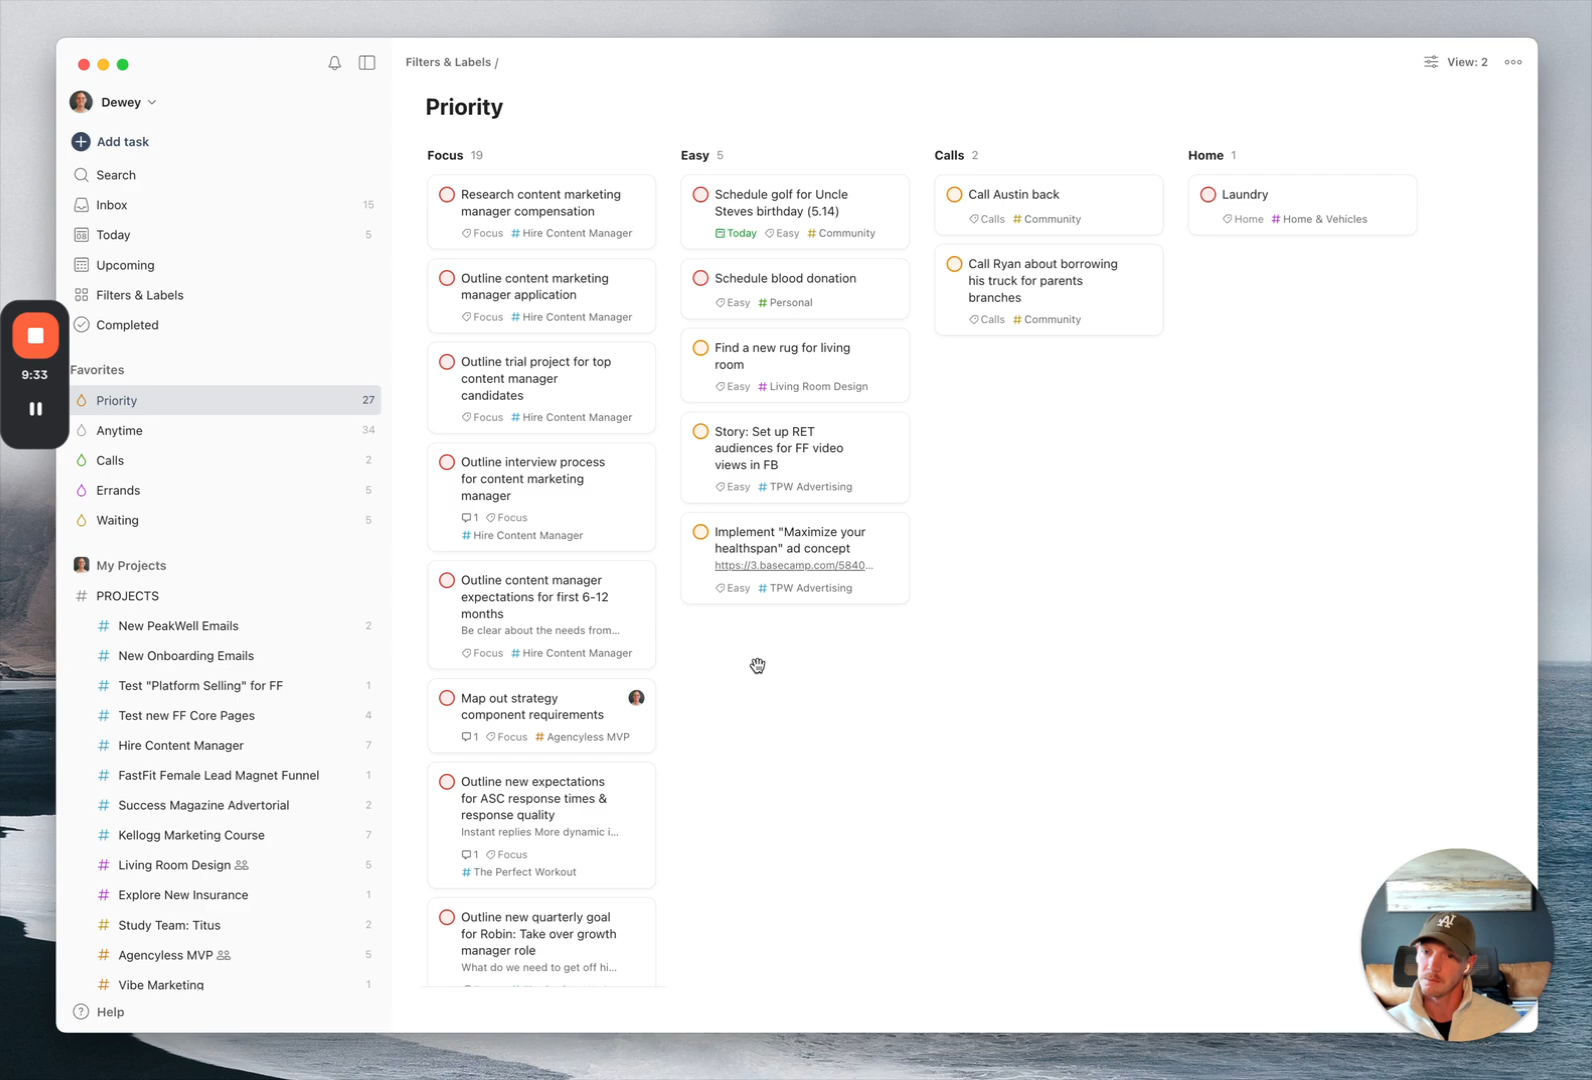 Filters & Labels /
View: 2
Dewey
Add task
Search
Inbox 15
Today 5
Upcoming
Filters & Labels
Completed
9:33
Favorites
Priority 27
Anytime 34
Calls 2
Errands 5
Waiting 5
My Projects
# PROJECTS
# New PeakWell Emails 2
# New Onboarding Emails
# Test "Platform Selling" for FF 1
# Test new FF Core Pages 4
# Hire Content Manager 7
# FastFit Female Lead Magnet Funnel 1
# Success Magazine Advertorial 2
# Kellogg Marketing Course 7
# Living Room Design 5
# Explore New Insurance 1
# Study Team: Titus 2
# Agencyless MVP 5
# Vibe Marketing 1
? Help
Priority
Focus 19
Research content marketing
manager compensation
Focus # Hire Content Manager
Outline content marketing
manager application
Focus # Hire Content Manager
Outline trial project for top
content manager
candidates
Focus # Hire Content Manager
Outline interview process
for content marketing
manager
1 Focus
# Hire Content Manager
Outline content manager
expectations for first 6-12
months
Be clear about the needs from...
Focus # Hire Content Manager
Map out strategy
component requirements
1 Focus # Agencyless MVP
Outline new expectations
for ASC response times &
response quality
Instant replies More dynamic i...
1 Focus
# The Perfect Workout
Outline new quarterly goal
for Robin: Take over growth
manager role
What do we need to get off hi...
Easy 5
Schedule golf for Uncle
Steves birthday (5.14)
Today Easy # Community
Schedule blood donation
Easy # Personal
Find a new rug for living
room
Easy # Living Room Design
Story: Set up RET
audiences for FF video
views in FB
Easy # TPW Advertising
Implement "Maximize your
healthspan" ad concept
https://3.basecamp.com/5840...
Easy # TPW Advertising
Calls 2
Call Austin back
Calls # Community
Call Ryan about borrowing
his truck for parents
branches
Calls # Community
Home 1
Laundry
Home # Home & Vehicles